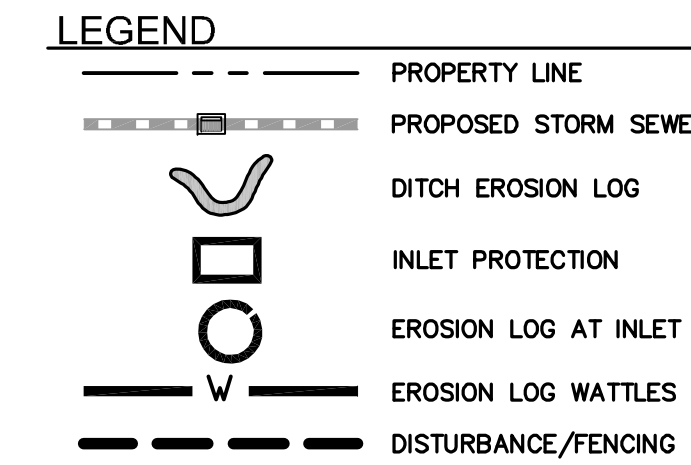 LEGEND
PROPERTY LINE
PROPOSED STORM SEWE
DITCH EROSION LOG
INLET PROTECTION
EROSION LOG AT INLET
W EROSION LOG WATTLES
DISTURBANCE/FENCING